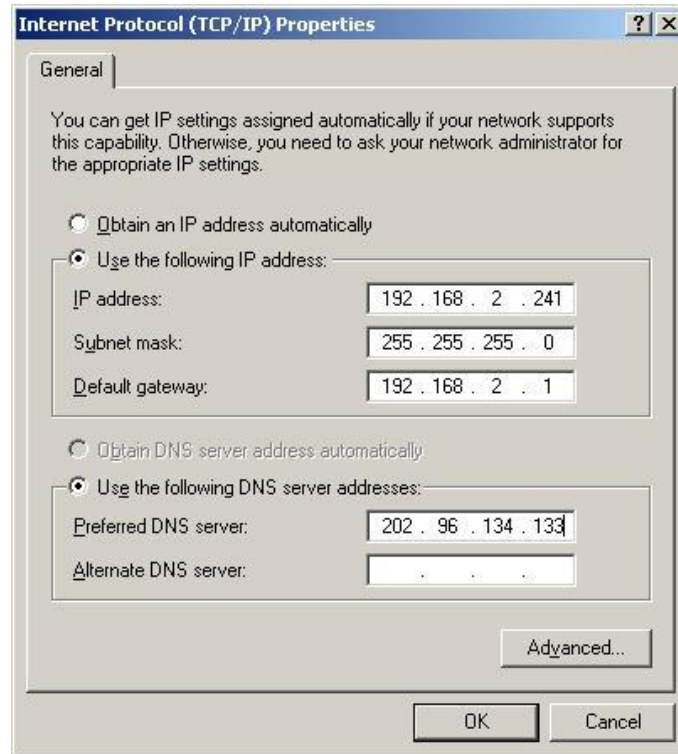 Internet Protocol (TCP/IP) Properties
General
You can get IP settings assigned automatically if your network supports
this capability. Otherwise, you need to ask your network administrator for
the appropriate IP settings.
Obtain an IP address automatically
Use the following IP address:
IP address: 192 . 168 . 2 . 241
Subnet mask: 255 . 255 . 255 . 0
Default gateway: 192 . 168 . 2 . 1
Obtain DNS server address automatically
Use the following DNS server addresses:
Preferred DNS server: 202 . 96 . 134 . 133
Alternate DNS server: . . .
Advanced...
OK Cancel